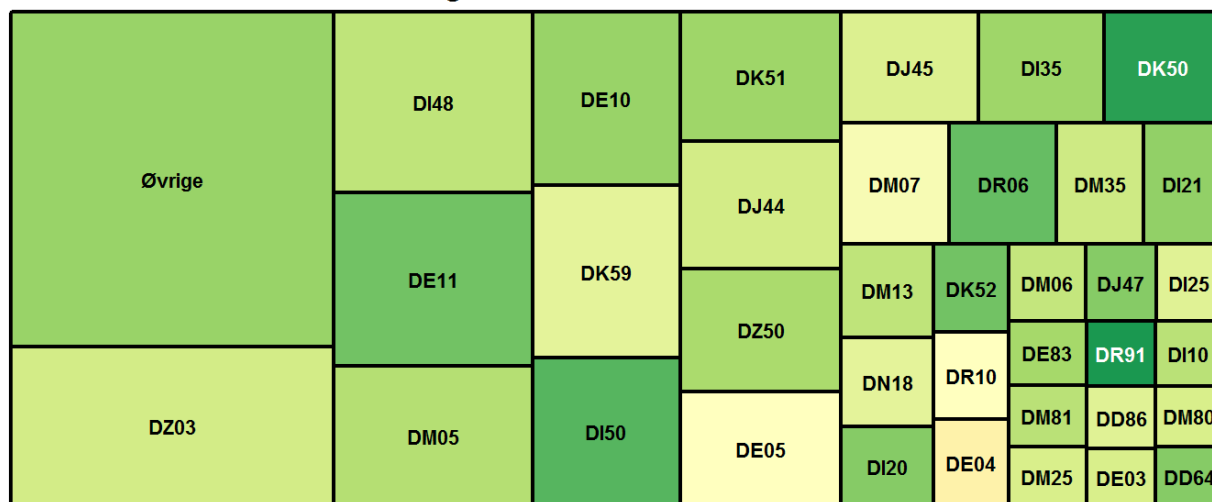 Øvrige
DZ03
DI48
DE11
DM05
DE10
DK59
DI50
DK51
DJ44
DZ50
DE05
DJ45
DI35
DK50
DM07
DR06
DM35
DI21
DM13
DK52
DM06
DJ47
DI25
DN18
DR10
DE83
DR91
DI10
DI20
DE04
DM81
DD86
DM80
DM25
DE03
DD64